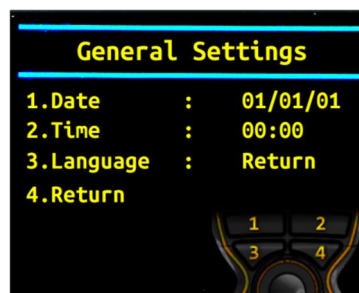 General Settings
1.Date : 01/01/01
2.Time : 00:00
3.Language : Return
4.Return
1 2
3 4